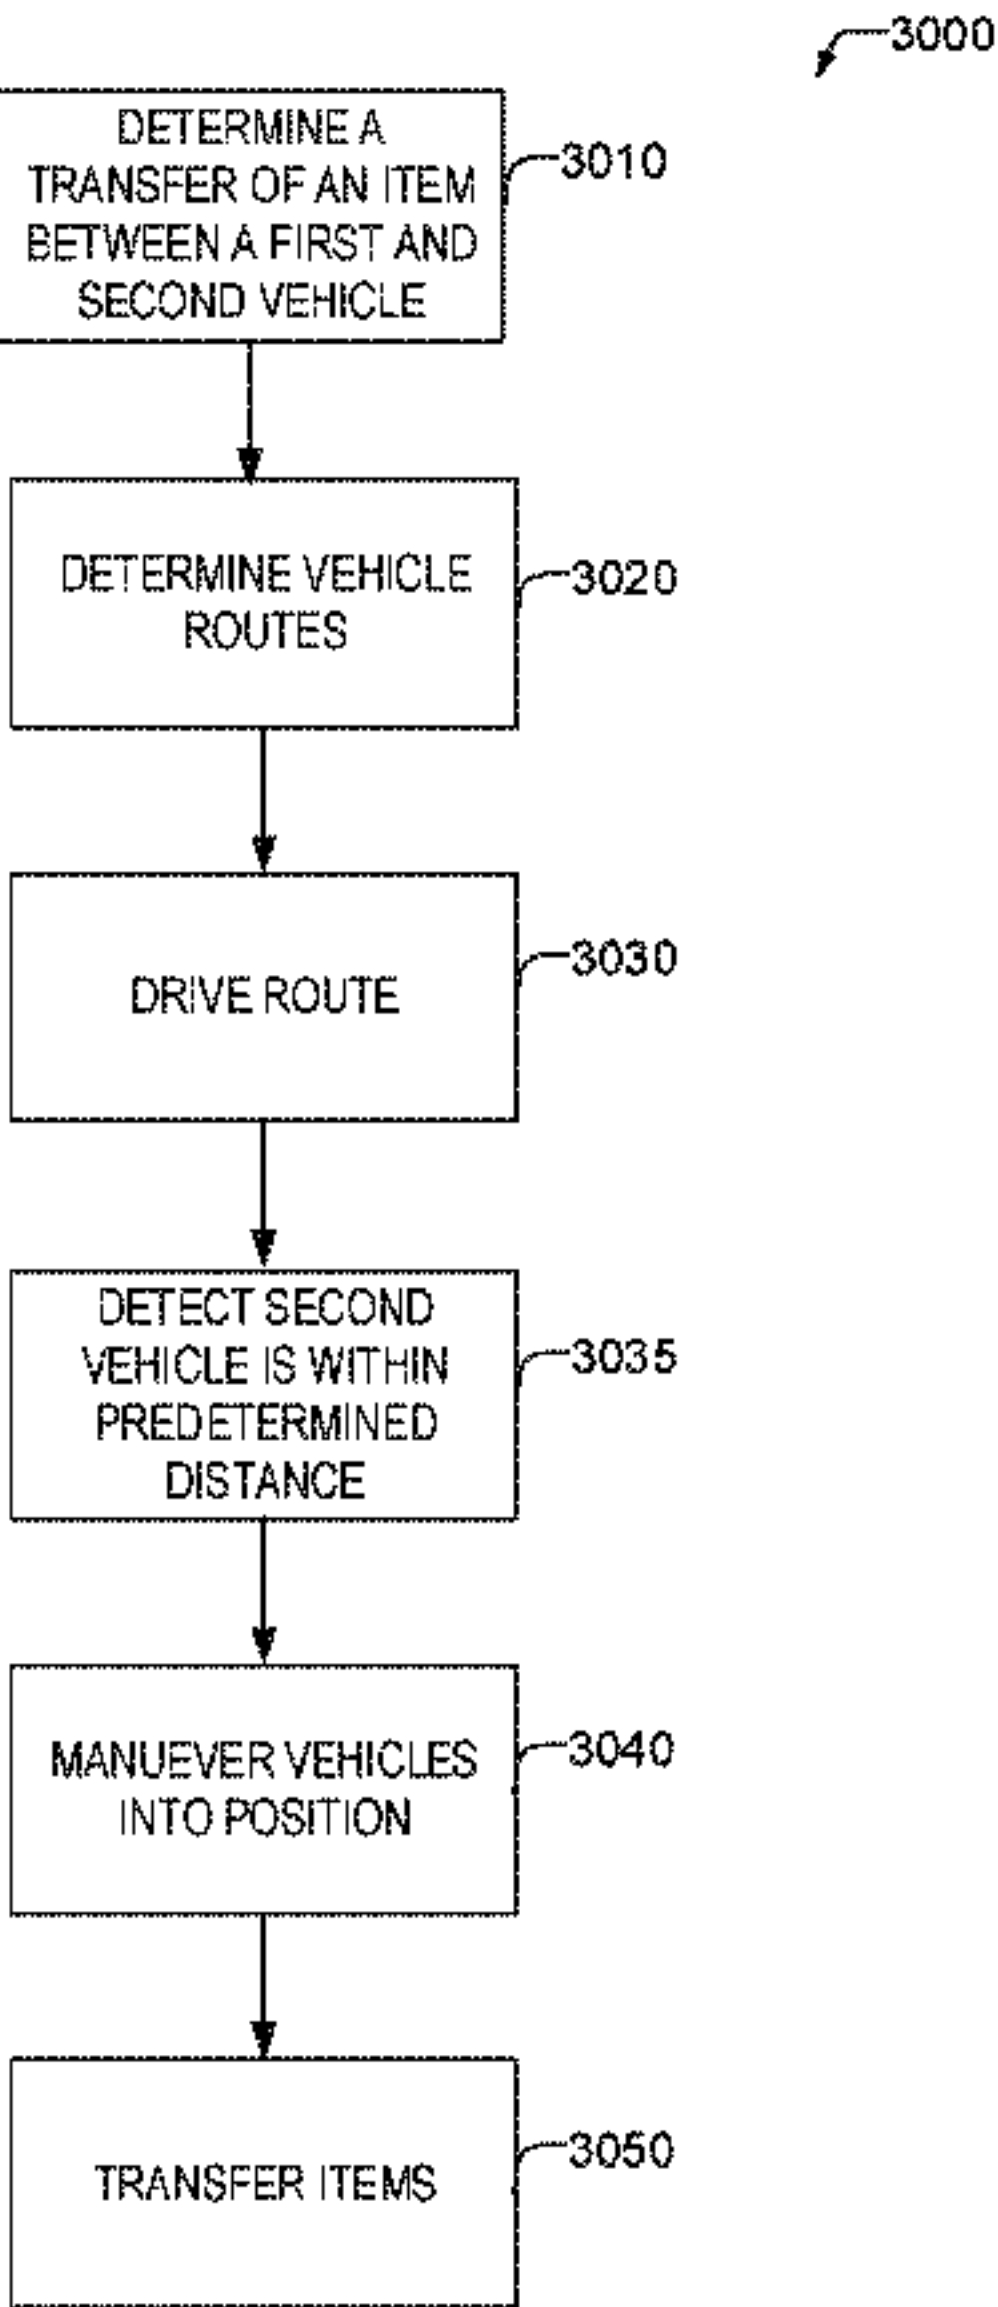 3000
DETERMINE A
TRANSFER OF AN ITEM
BETWEEN A FIRST AND
SECOND VEHICLE
3010
DETERMINE VEHICLE
ROUTES
3020
DRIVE ROUTE
3030
DETECT SECOND
VEHICLE IS WITHIN
PREDETERMINED
DISTANCE
3035
MANUEVER VEHICLES
INTO POSITION
3040
TRANSFER ITEMS
3050